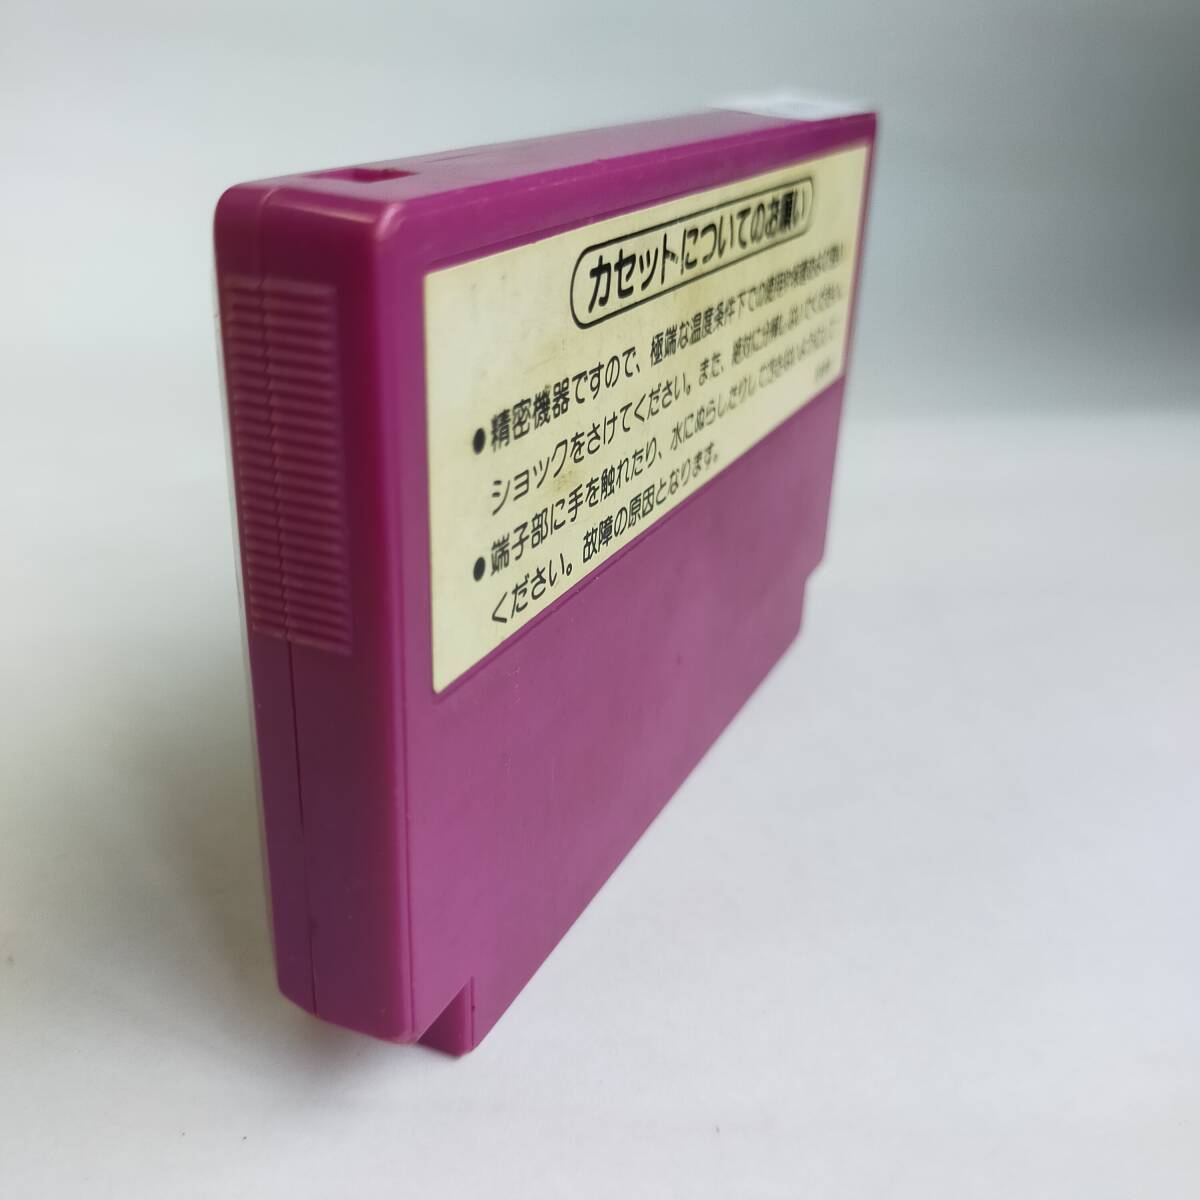 カセットについてのお願い
●精密機器ですので、極端な温度条件下での使用や保管および強い
ショックをさけてください。また、絶対に分解しないでください。
●端子部に手を触れたり、水にぬらしたりして汚さないようにして
ください。故障の原因となります。